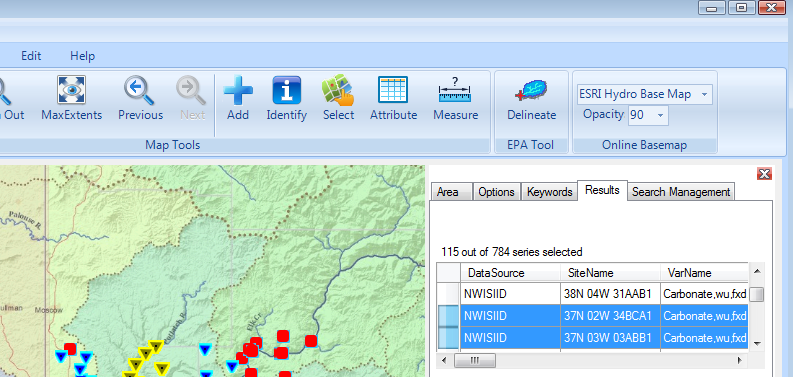 Edit Help
Out MaxExtents Previous Next Add Identify Select Attribute Measure
?
Map Tools
Delineate
EPA Tool
ESRI Hydro Base Map
Opacity 90
Online Basemap
Area Options Keywords Results Search Management
115 out of 784 series selected
DataSource SiteName VarName
NWISIID 38N 04W 31AAB1 Carbonate,wu,fxd
NWISIID 37N 02W 34BCA1 Carbonate,wu,fxd
NWISIID 37N 03W 03ABB1 Carbonate,wu,fxd
Palouse R.
Moscow
Potlatch R.
Elk Cr.